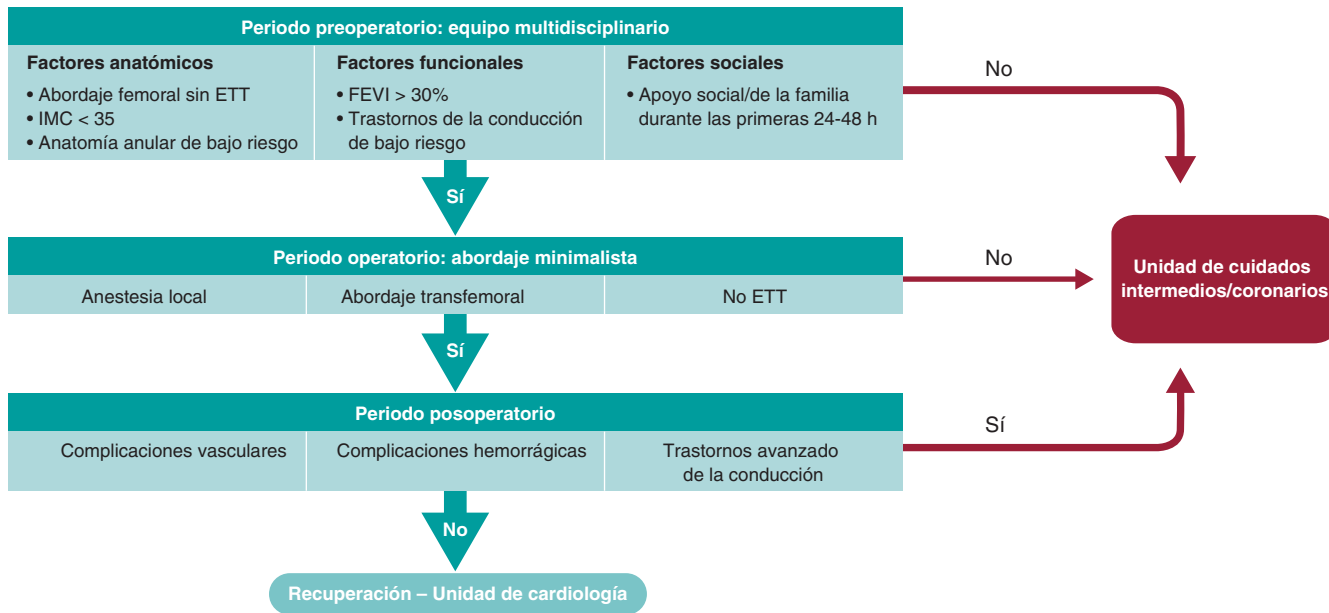 Periodo preoperatorio: equipo multidisciplinario
Factores anatómicos
• Abordaje femoral sin ETT
• IMC < 35
• Anatomía anular de bajo riesgo
Factores funcionales
• FEVI > 30%
• Trastornos de la conducción
de bajo riesgo
Factores sociales
• Apoyo social/de la familia
durante las primeras 24-48 h
No
Sí
Periodo operatorio: abordaje minimalista
Anestesia local
Abordaje transfemoral
No ETT
No
Unidad de cuidados
intermedios/coronarios
Sí
Periodo posoperatorio
Complicaciones vasculares
Complicaciones hemorrágicas
Trastornos avanzado
de la conducción
Sí
No
Recuperación – Unidad de cardiología